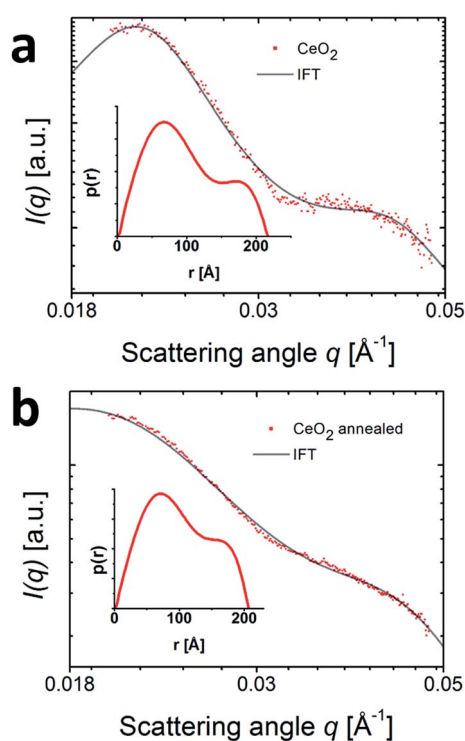 a
CeO₂
IFT
I(q) [a.u.]
p(r)
0 100 200
r [Å]
0.018 0.03 0.05
Scattering angle q [Å⁻¹]
b
CeO₂ annealed
IFT
I(q) [a.u.]
p(r)
0 100 200
r [Å]
0.018 0.03 0.05
Scattering angle q [Å⁻¹]